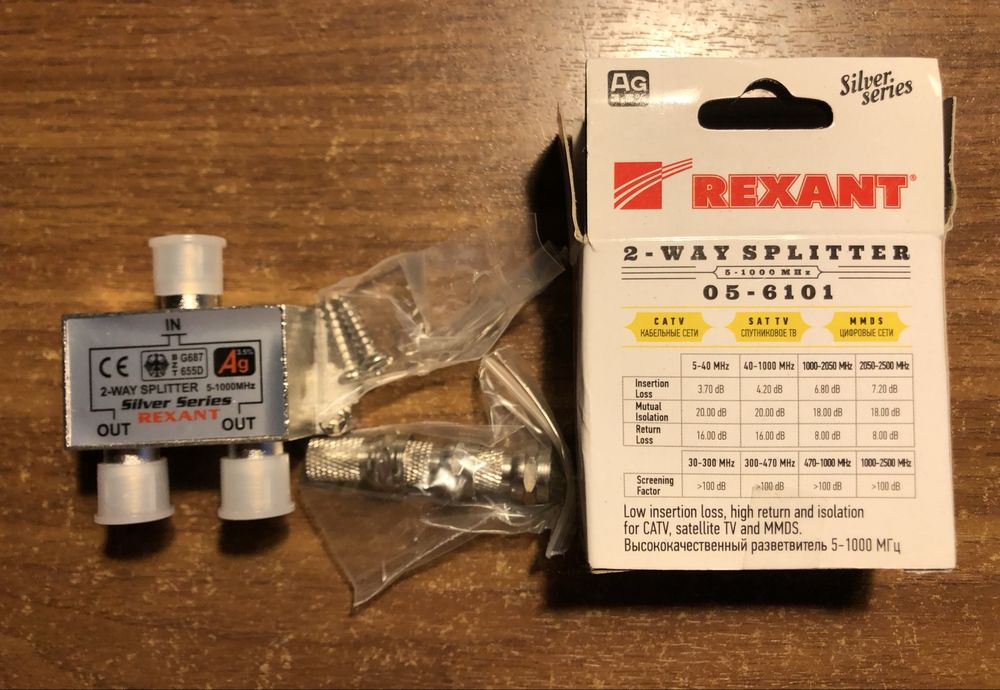 IN
CE
BZT G687 655D
Ag 3.5%
2-WAY SPLITTER 5-1000MHz
Silver Series
REXANT
OUT OUT
AG
Silver series
REXANT®
2-WAY SPLITTER
5-1000 MHz
05-6101
CATV SAT TV MMDS
КАБЕЛЬНЫЕ СЕТИ СПУТНИКОВОЕ ТВ ЦИФРОВЫЕ СЕТИ
5-40 MHz 40-1000 MHz 1000-2050 MHz 2050-2500 MHz
Insertion Loss 3.70 dB 4.20 dB 6.80 dB 7.20 dB
Mutual Isolation 20.00 dB 20.00 dB 18.00 dB 18.00 dB
Return Loss 16.00 dB 16.00 dB 8.00 dB 8.00 dB
30-300 MHz 300-470 MHz 470-1000 MHz 1000-2500 MHz
Screening Factor >100 dB >100 dB >100 dB >100 dB
Low insertion loss, high return and isolation
for CATV, satellite TV and MMDS.
Высококачественный разветвитель 5-1000 МГц